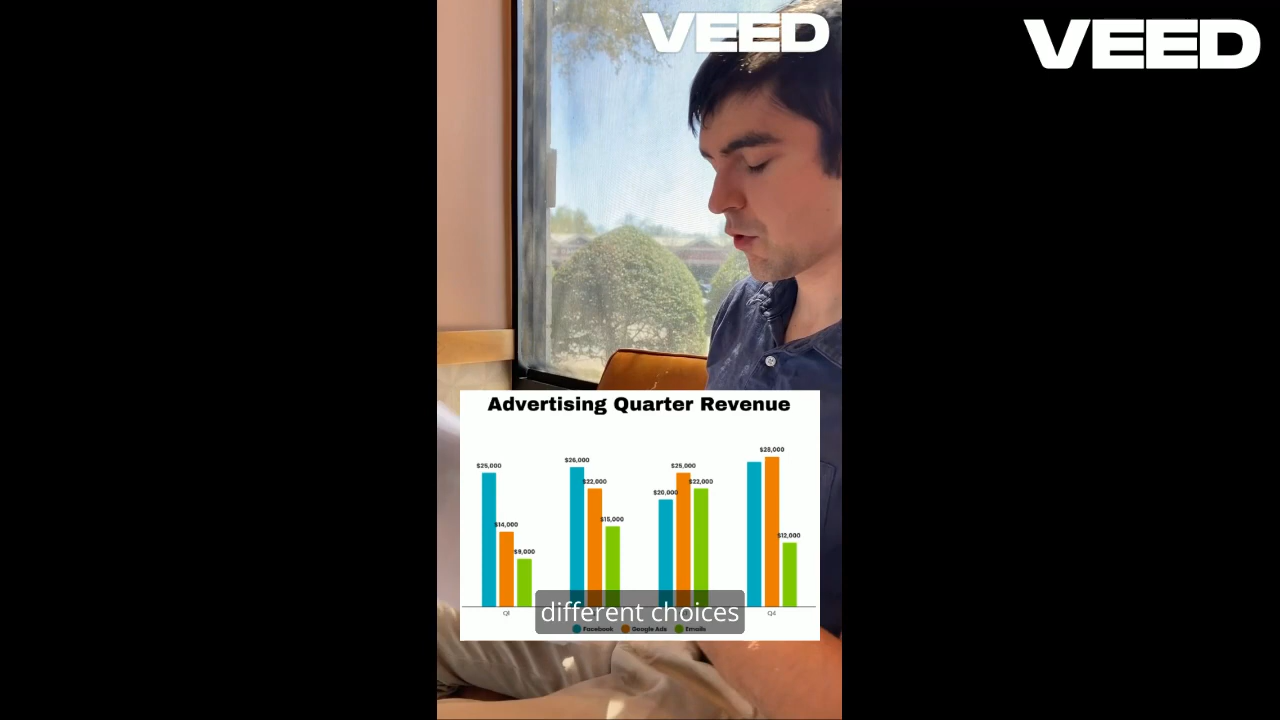 VEED
VEED
Advertising Quarter Revenue
$28,000
$26,000
$25,000
$25,000
$22,000
$22,000
$20,000
$15,000
$14,000
$12,000
$9,000
Q1
Q4
different choices
Facebook
Google Ads
Emails